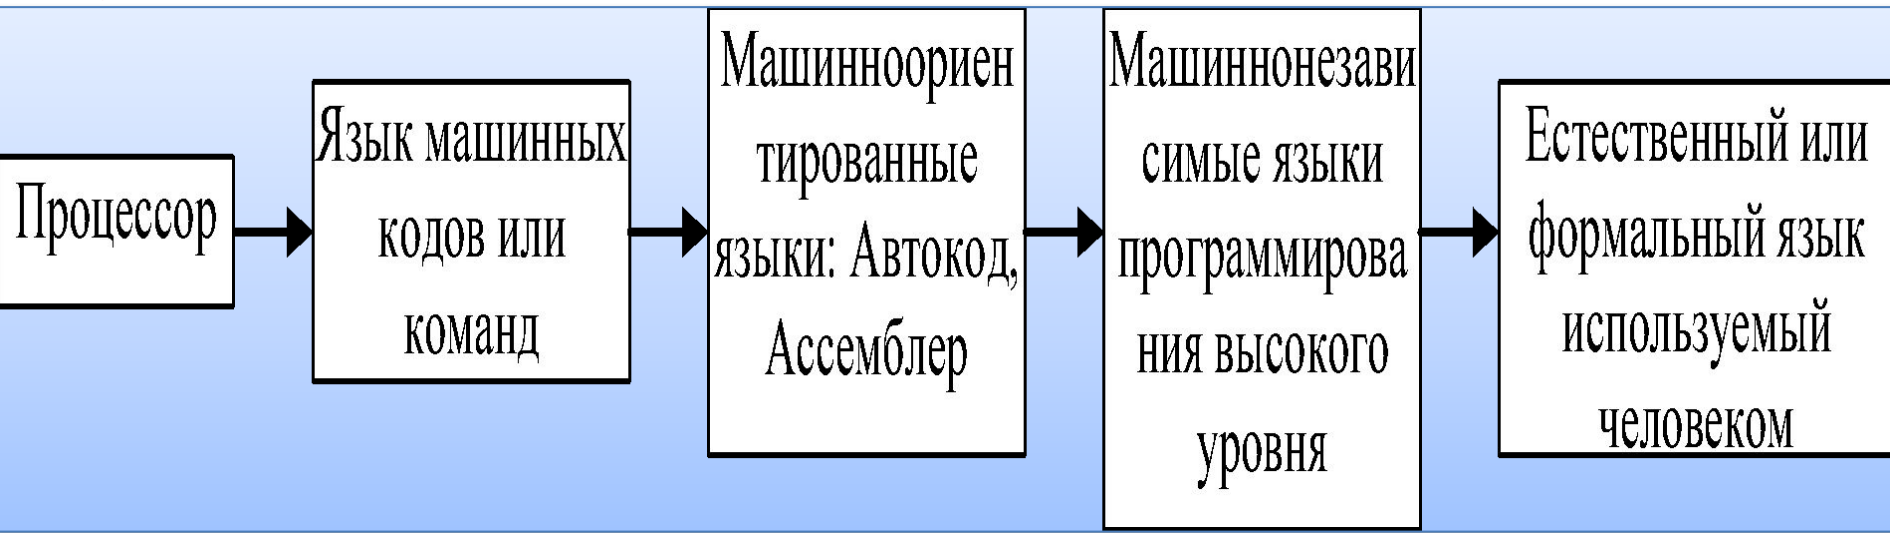 Процессор
Язык машинных
кодов или
команд
Машинноориен
тированные
языки: Автокод,
Ассемблер
Машиннонезави
симые языки
программирова
ния высокого
уровня
Естественный или
формальный язык
используемый
человеком